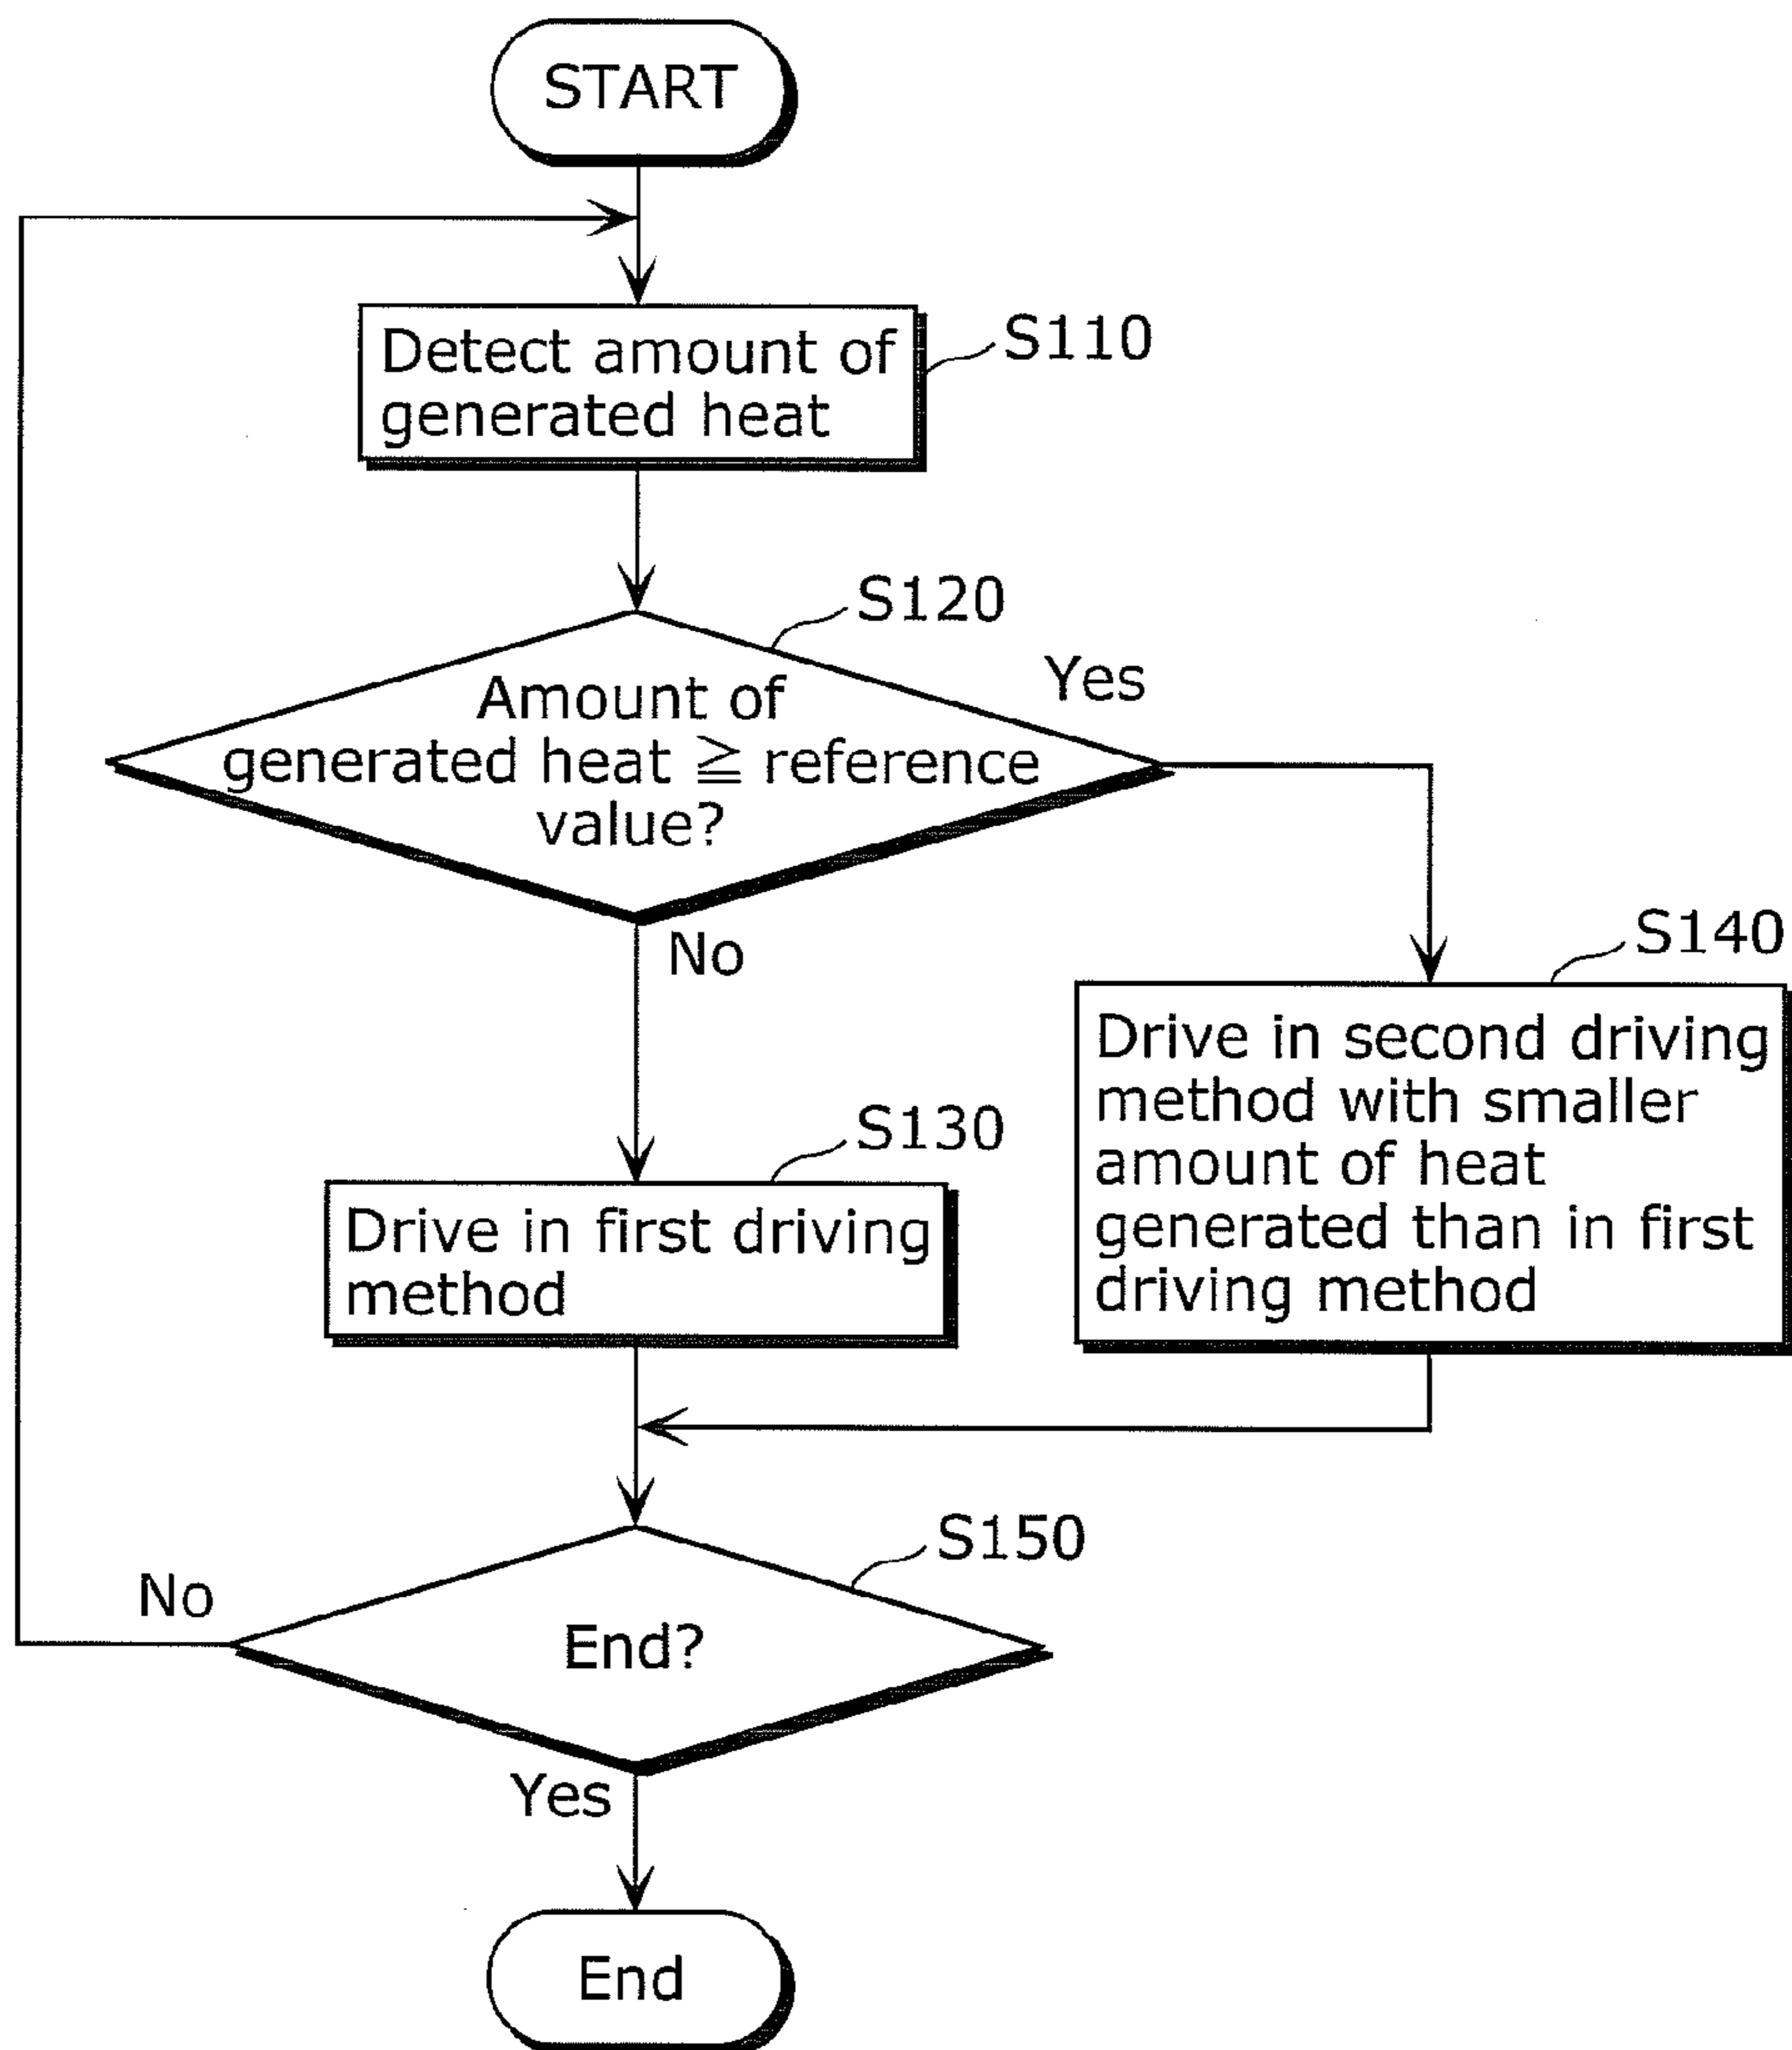 START
Detect amount of
generated heat
S110
S120
Amount of
generated heat ≧ reference
value?
Yes
No
S140
Drive in second driving
method with smaller
amount of heat
generated than in first
driving method
S130
Drive in first driving
method
S150
End?
No
Yes
End